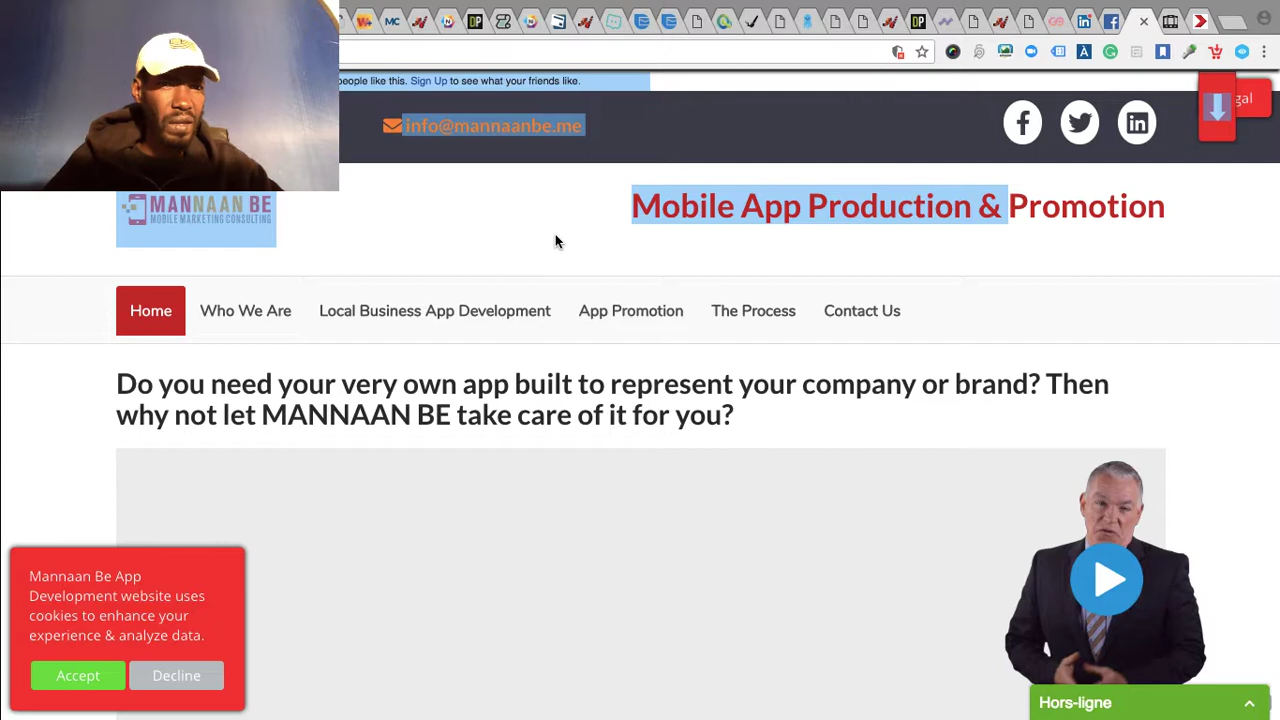 people like this. Sign Up to see what your friends like.
info@mannaanbe.me
gal
MANNAAN BE
MOBILE MARKETING CONSULTING
Mobile App Production & Promotion
Home
Who We Are
Local Business App Development
App Promotion
The Process
Contact Us
Do you need your very own app built to represent your company or brand? Then
why not let MANNAAN BE take care of it for you?
Mannaan Be App
Development website uses
cookies to enhance your
experience & analyze data.
Accept
Decline
Hors-ligne